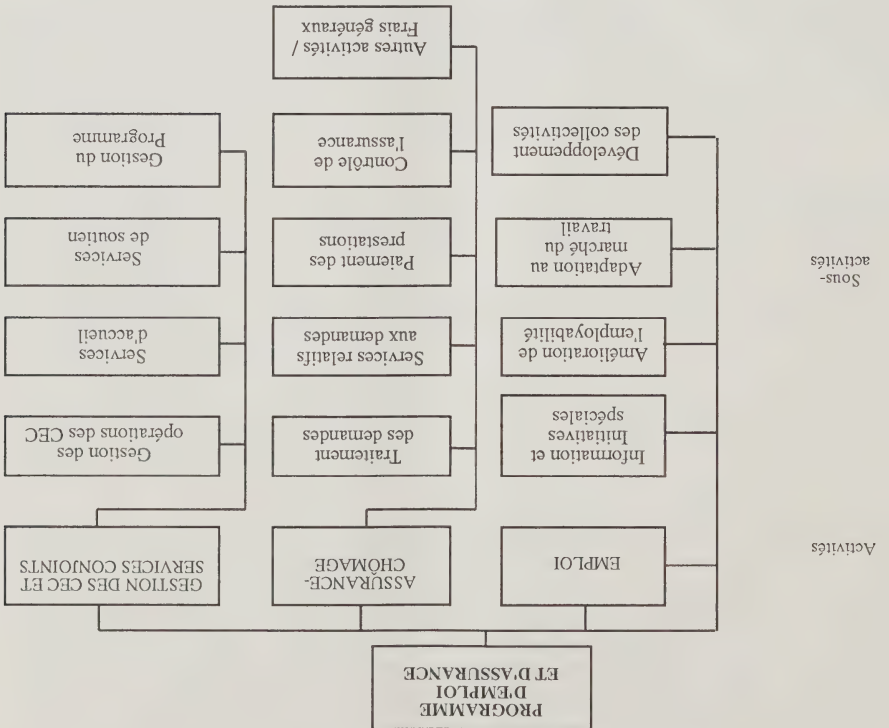 PROGRAMME
D'EMPLOI
ET D'ASSURANCE
Activités
EMPLOI
ASSURANCE-
CHÔMAGE
GESTION DES CEC ET
SERVICES CONJOINTS
Sous-
activités
Information et
Initiatives
spéciales
Amélioration de
l'employabilité
Adaptation au
marché du
travail
Développement
des collectivités
Traitement
des demandes
Services relatifs
aux demandes
Paiement des
prestations
Contrôle de
l'assurance
Autres activités /
Frais généraux
Gestion des
opérations des CEC
Services
d'accueil
Services
de soutien
Gestion du
Programme